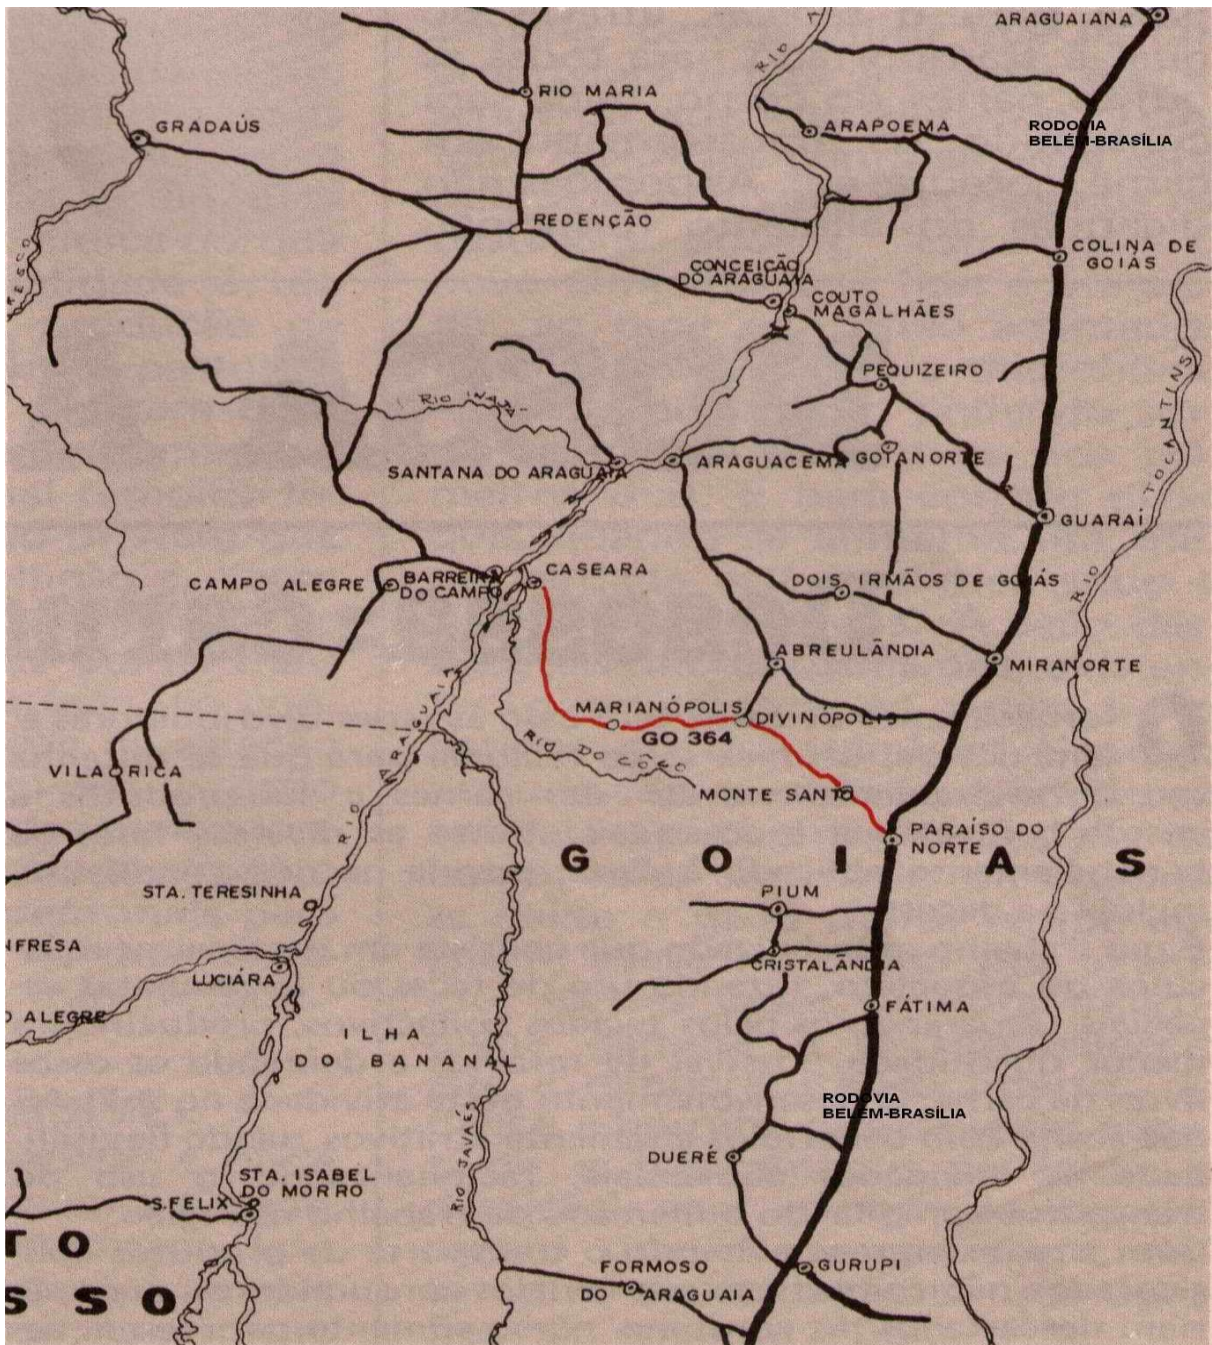 ARAGUAIANA
RIO
RIO MARIA
GRADAÚS
ARAPOEMA
RODOVIA
BELÉM-BRASÍLIA
REDENÇÃO
COLINA DE
GOIÁS
CONCEIÇÃO
DO ARAGUAIA
COUTO
MAGALHÃES
PEQUIZEIRO
RIO INAJÁ
TOCANTINS
RIO
SANTANA DO ARAGUAIA
ARAGUACEMA
GOIANORTE
GUARAÍ
CAMPO ALEGRE
BARREIRA
DO CAMPO
CASEARA
DOIS IRMÃOS DE GOIÁS
ABREULÂNDIA
MIRANORTE
MARIANÓPOLIS
DIVINÓPOLIS
GO 364
RIO DO CÔCO
RIO ARAGUAIA
VILA RICA
MONTE SANTO
PARAÍSO DO
NORTE
GOIAS
STA. TERESINHA
PIUM
NFRESA
LUCIÁRA
CRISTALÂNDIA
O ALEGRE
FÁTIMA
ILHA
DO BANANAL
RODOVIA
BELÉM-BRASÍLIA
RIO JAVAÉS
DUERÉ
STA. ISABEL
DO MORRO
S. FELIX
TO
SSO
FORMOSO
DO ARAGUAIA
GURUPI